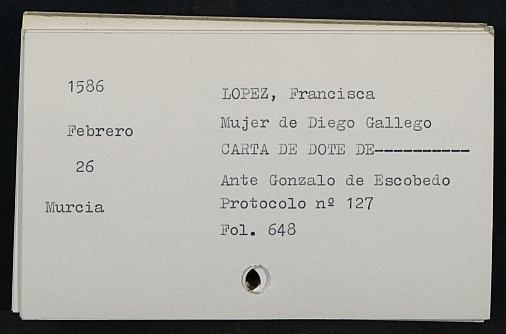 1586
Febrero
26
Murcia
LOPEZ, Francisca
Mujer de Diego Gallego
CARTA DE DOTE DE----------
Ante Gonzalo de Escobedo
Protocolo nº 127
Fol. 648